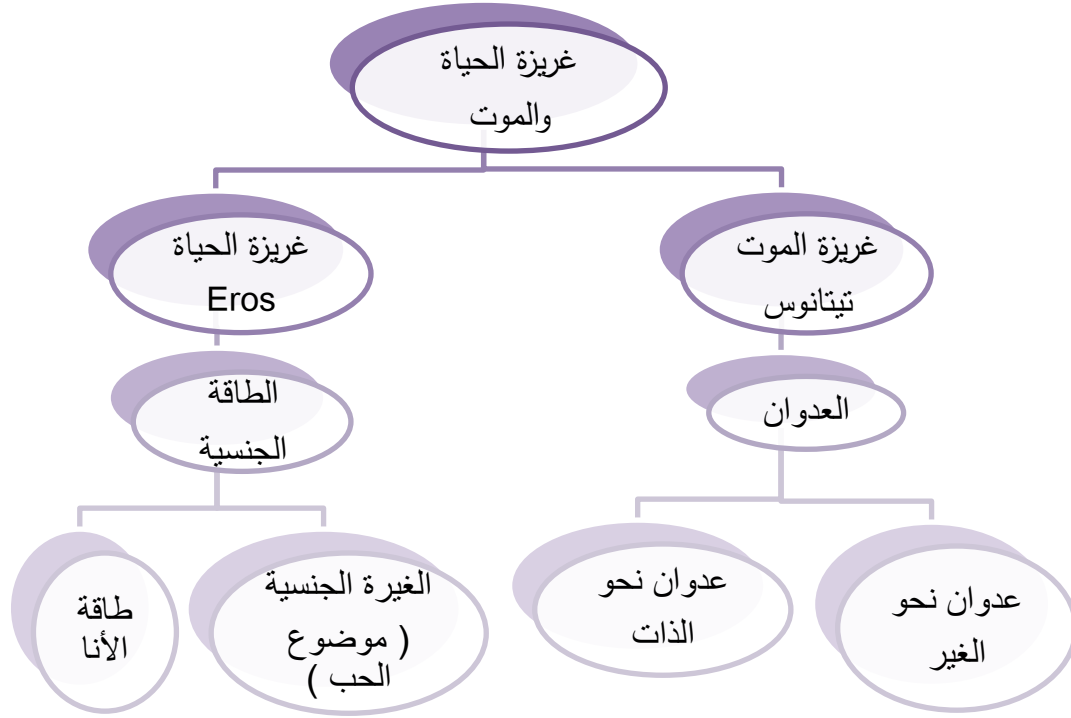 غريزة الحياة
والموت
غريزة الموت
تيتانوس
غريزة الحياة
Eros
العدوان
الطاقة
الجنسية
عدوان نحو
الغير
عدوان نحو
الذات
الغيرة الجنسية
( موضوع
الحب )
طاقة
الأنا